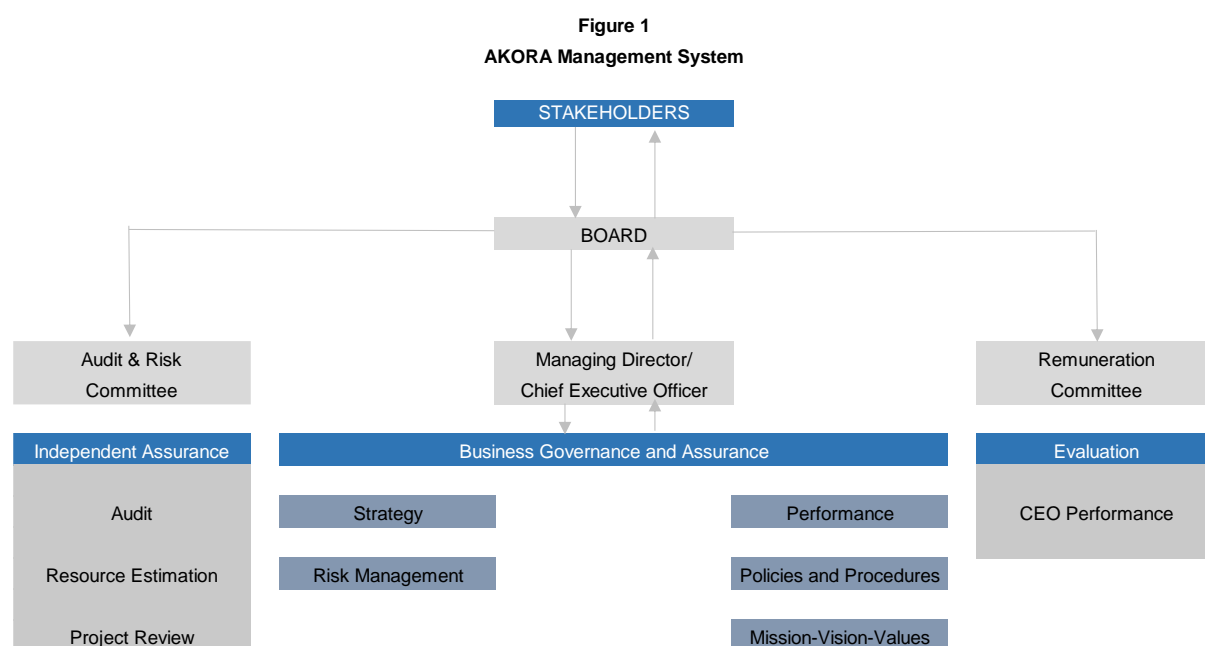 Figure 1
AKORA Management System
STAKEHOLDERS
BOARD
Audit & Risk
Committee
Managing Director/
Chief Executive Officer
Remuneration
Committee
Independent Assurance
Business Governance and Assurance
Evaluation
Audit
Strategy
Performance
CEO Performance
Resource Estimation
Risk Management
Policies and Procedures
Project Review
Mission-Vision-Values